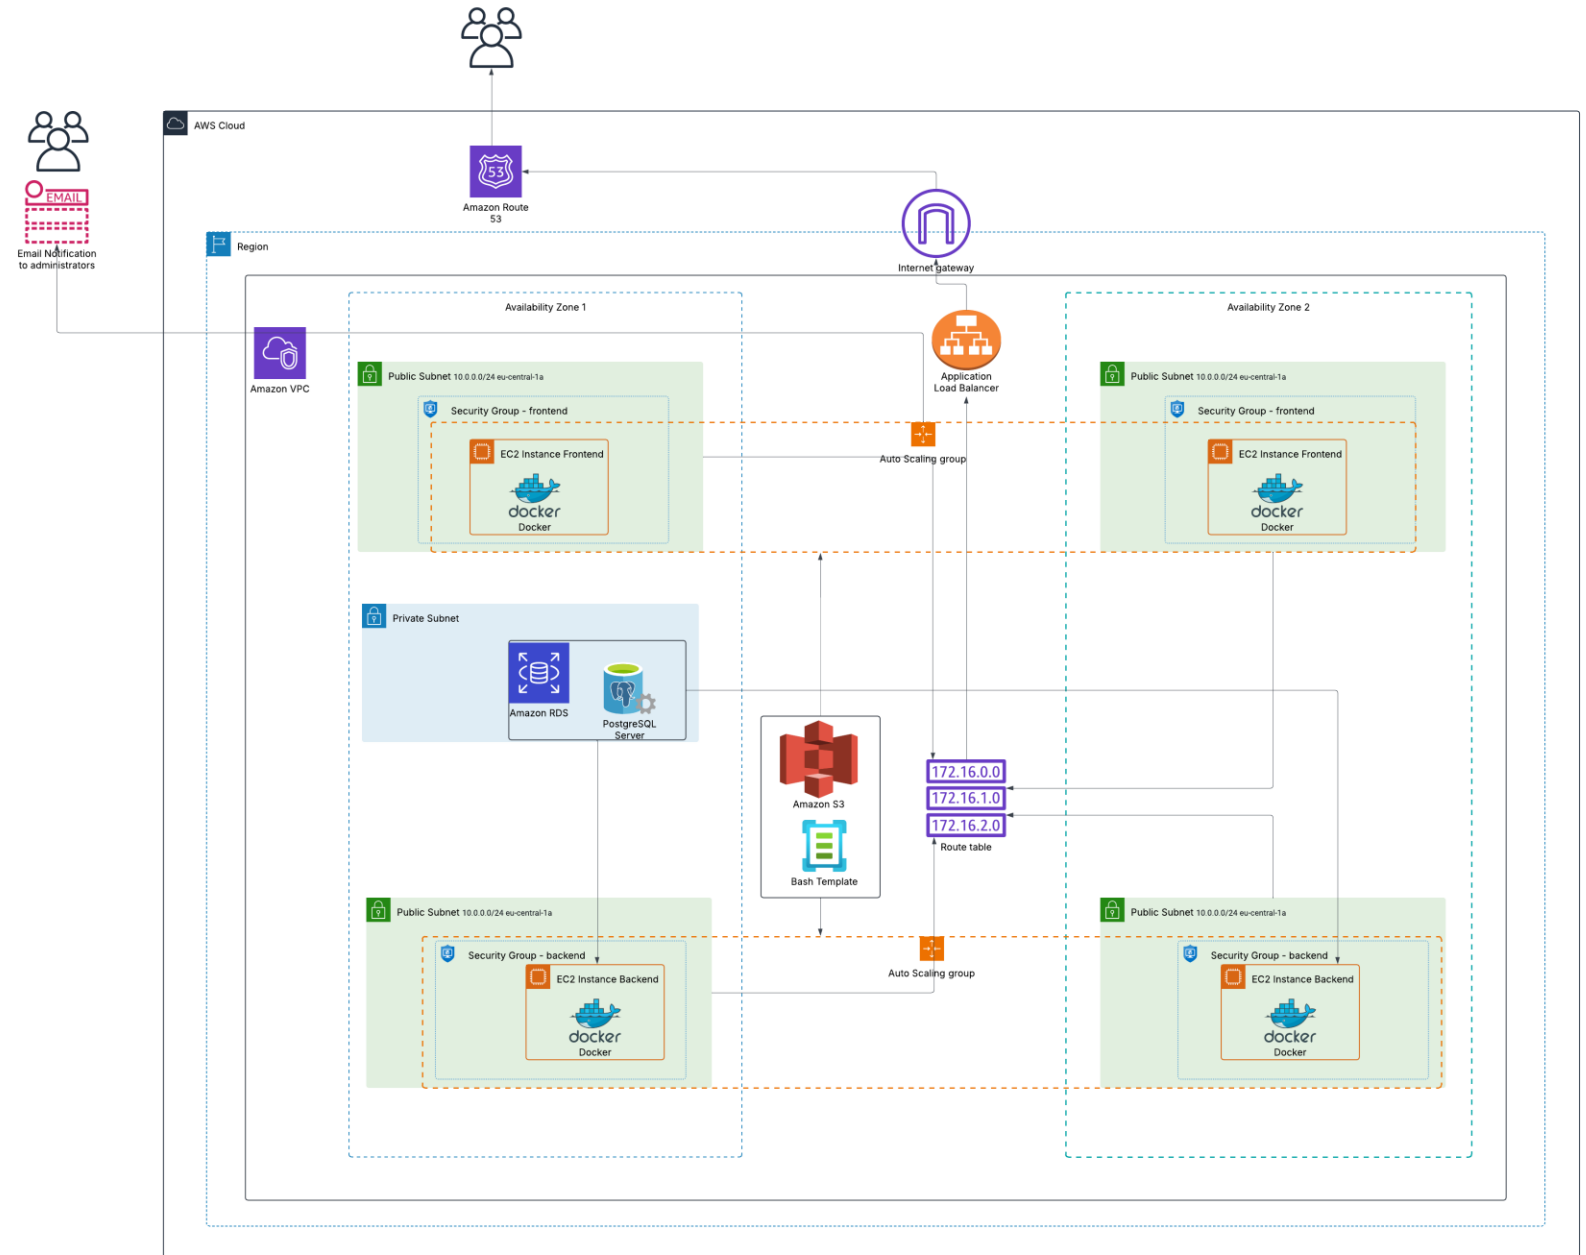 AWS Cloud
EMAIL
Email Notification
to administrators
53
Amazon Route
53
Region
Internet gateway
Availability Zone 1
Availability Zone 2
Amazon VPC
Application
Load Balancer
Public Subnet 10.0.0.0/24 eu-central-1a
Security Group - frontend
EC2 Instance Frontend
docker
Docker
Auto Scaling group
Public Subnet 10.0.0.0/24 eu-central-1a
Security Group - frontend
EC2 Instance Frontend
docker
Docker
Private Subnet
Amazon RDS
PostgreSQL
Server
Amazon S3
Bash Template
172.16.0.0
172.16.1.0
172.16.2.0
Route table
Public Subnet 10.0.0.0/24 eu-central-1a
Security Group - backend
EC2 Instance Backend
docker
Docker
Auto Scaling group
Public Subnet 10.0.0.0/24 eu-central-1a
Security Group - backend
EC2 Instance Backend
docker
Docker